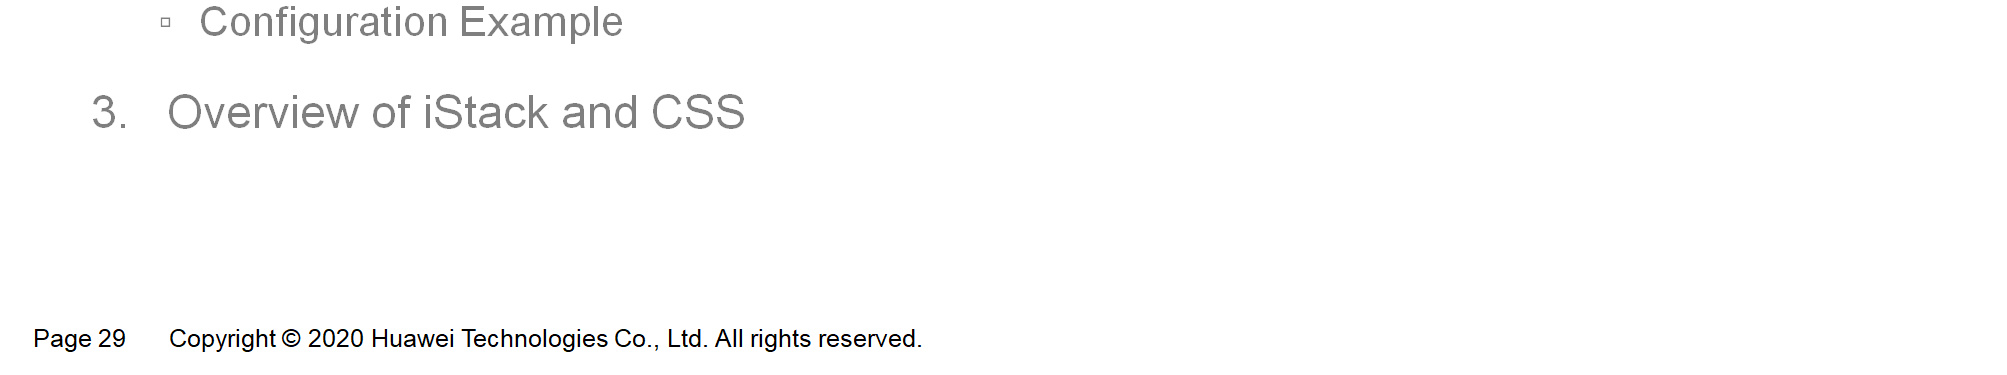 ▫ Configuration Example
3. Overview of iStack and CSS
Page 29 Copyright © 2020 Huawei Technologies Co., Ltd. All rights reserved.